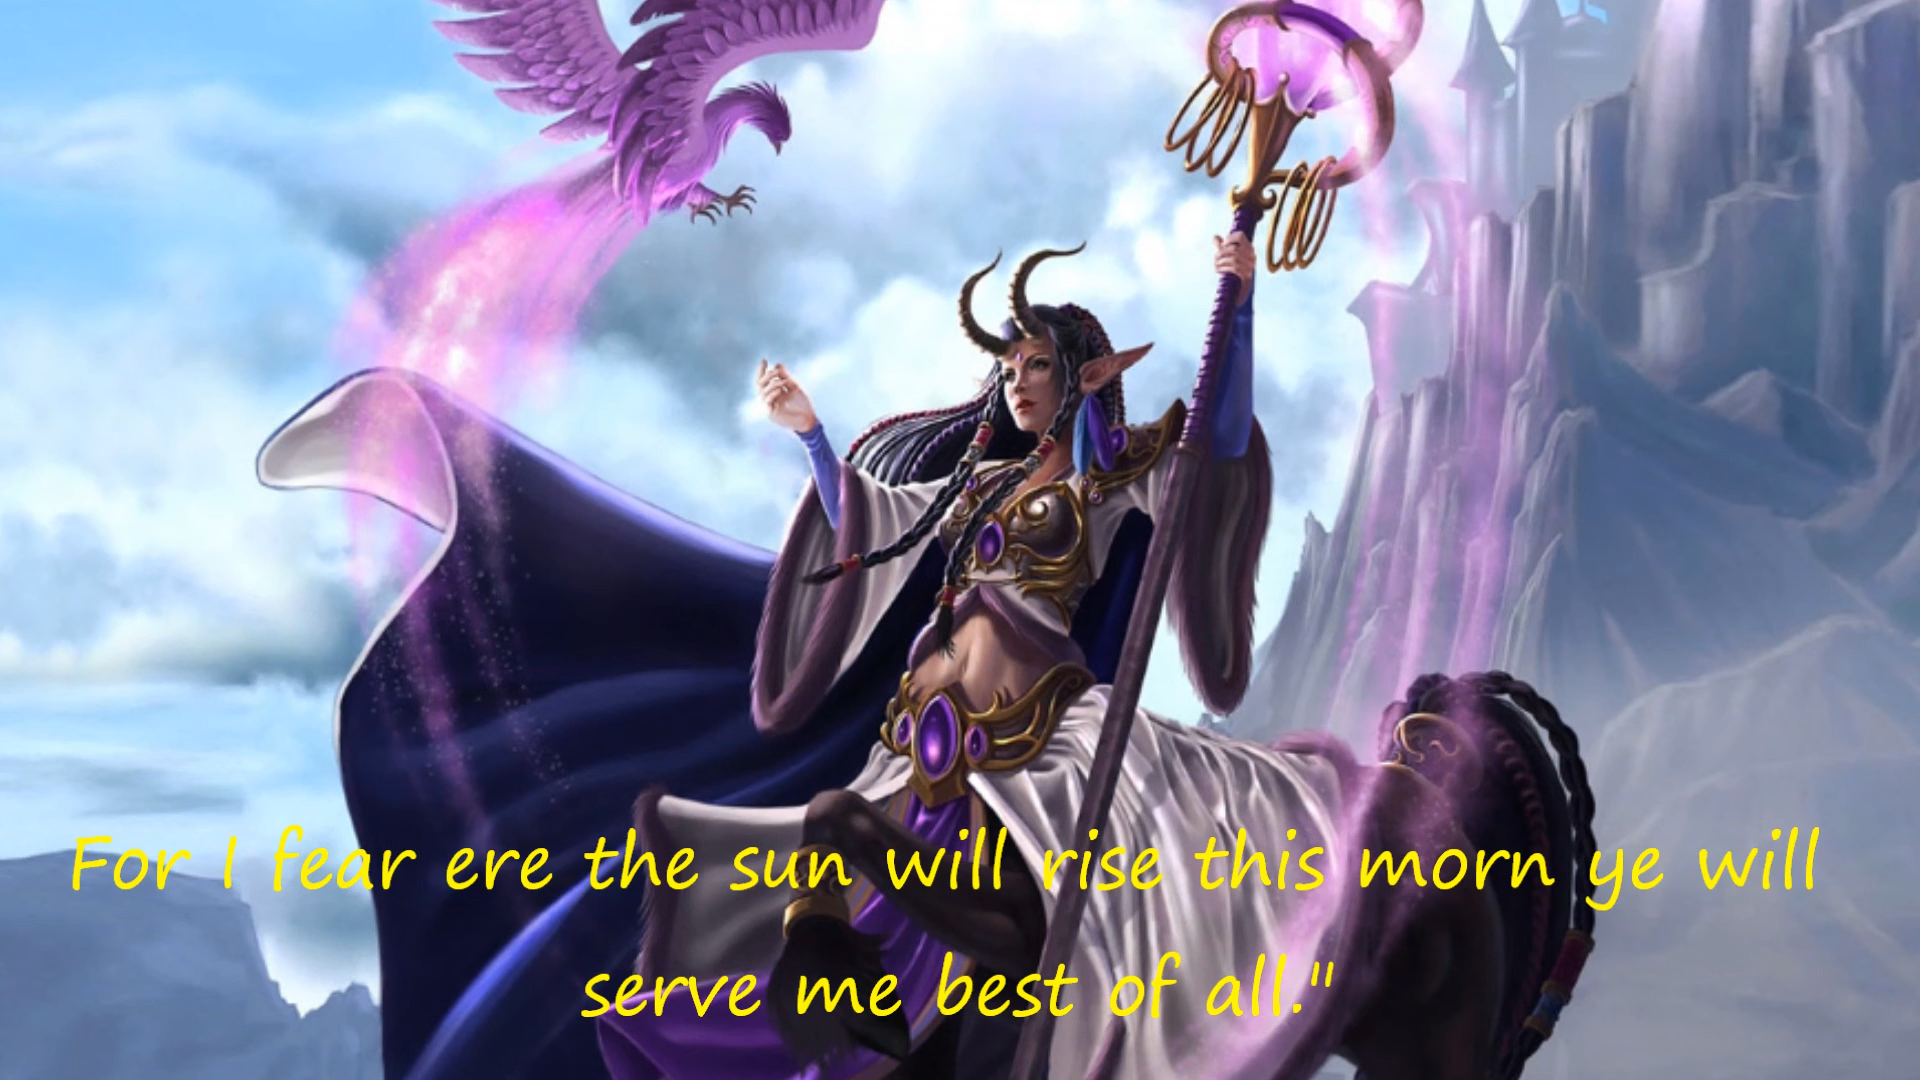 For I fear ere the sun will rise this morn ye will
serve me best of all."